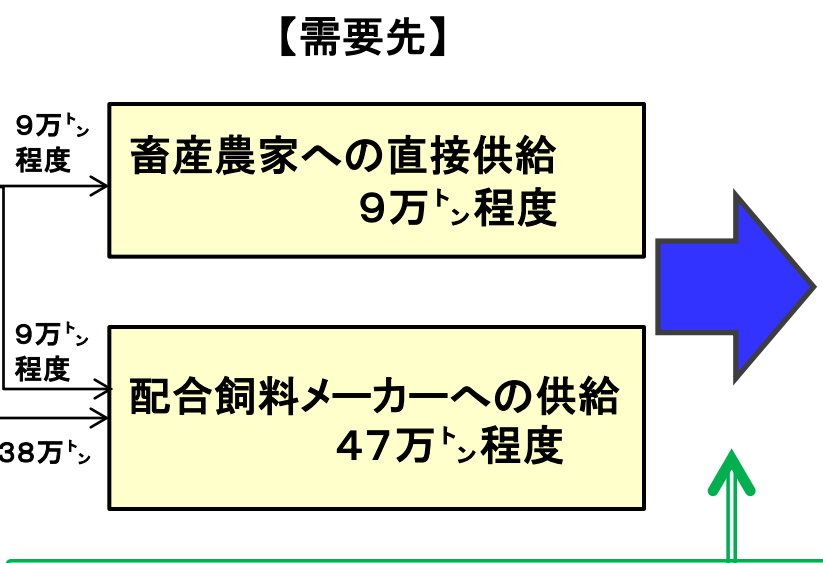 【需要先】
9万㌧
程度
畜産農家への直接供給
9万㌧程度
9万㌧
程度
配合飼料メーカーへの供給
47万㌧程度
38万㌧